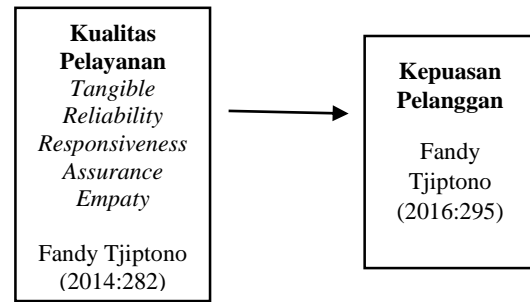 Kualitas
Pelayanan
Tangible
Reliability
Responsiveness
Assurance
Empaty
Fandy Tjiptono
(2014:282)
Kepuasan
Pelanggan
Fandy
Tjiptono
(2016:295)